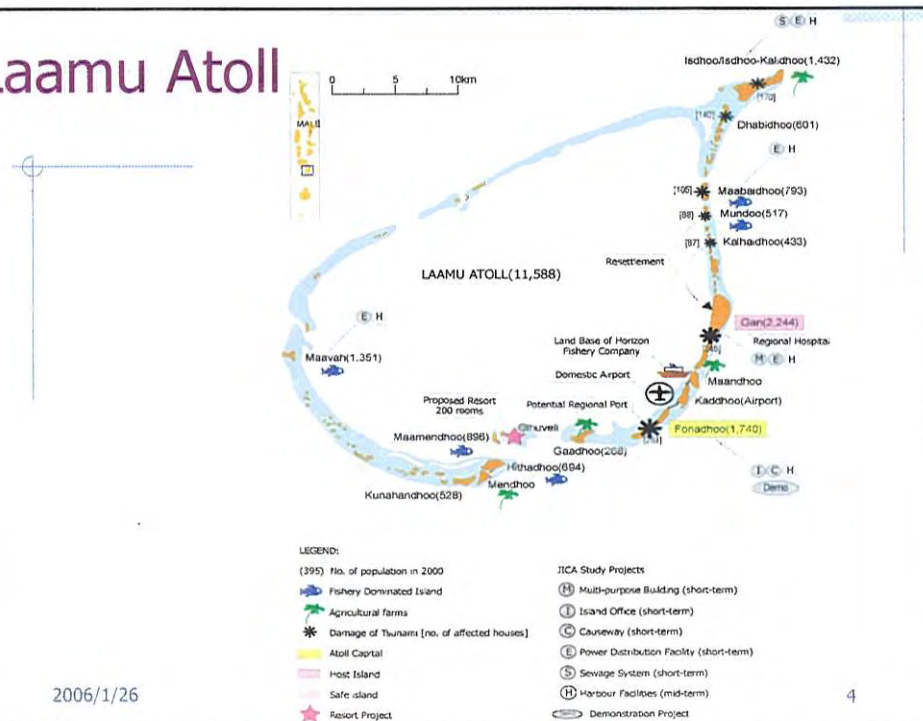 Laamu Atoll
0 5 10km
MALE
S E H
Isdhoo/Isdhoo-Kalidhoo(1,432)
[170]
[140]
Dhabidhoo(601)
E H
[105]
Maabaidhoo(793)
[88]
Mundoo(517)
[87]
Kalhaidhoo(433)
Resettlement
LAAMU ATOLL(11,588)
Gan(2,244)
E H
Land Base of Horizon
Fishery Company
Regional Hospital
M E H
Maavah(1,351)
Domestic Airport
Maandhoo
Kaddhoo(Airport)
Proposed Resort
200 rooms
Potential Regional Port
Olhuveli
Fonadhoo(1,740)
Maamendhoo(896)
Gaadhoo(268)
Hithadhoo(694)
I C H
Mendhoo
Demo
Kunahandhoo(528)
LEGEND:
(395) No. of population in 2000
Fishery Dominated Island
Agricultural farms
Damage of Tsunami [no. of affected houses]
Atoll Capital
Host Island
Safe island
Resort Project
JICA Study Projects
M Multi-purpose Building (short-term)
I Island Office (short-term)
C Causeway (short-term)
E Power Distribution Facility (short-term)
S Sewage System (short-term)
H Harbour Facilities (mid-term)
Demonstration Project
2006/1/26
4